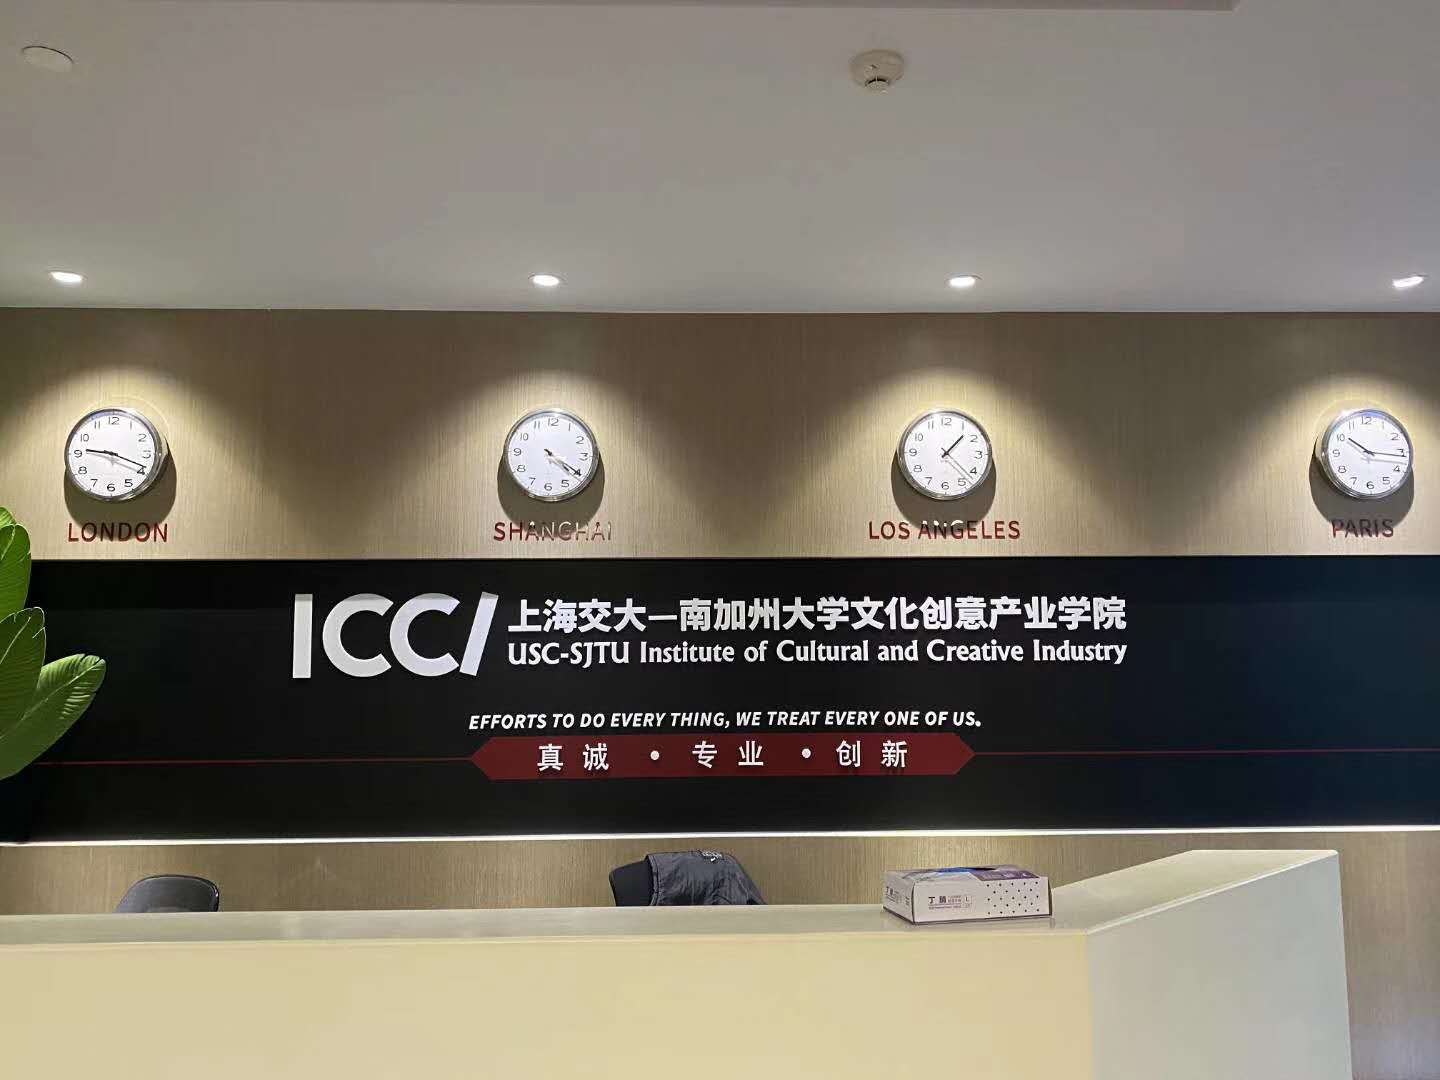 LONDON
SHANGHAI
LOS ANGELES
PARIS
ICCI
上海交大—南加州大学文化创意产业学院
USC-SJTU Institute of Cultural and Creative Industry
EFFORTS TO DO EVERY THING, WE TREAT EVERY ONE OF US.
真诚·专业·创新